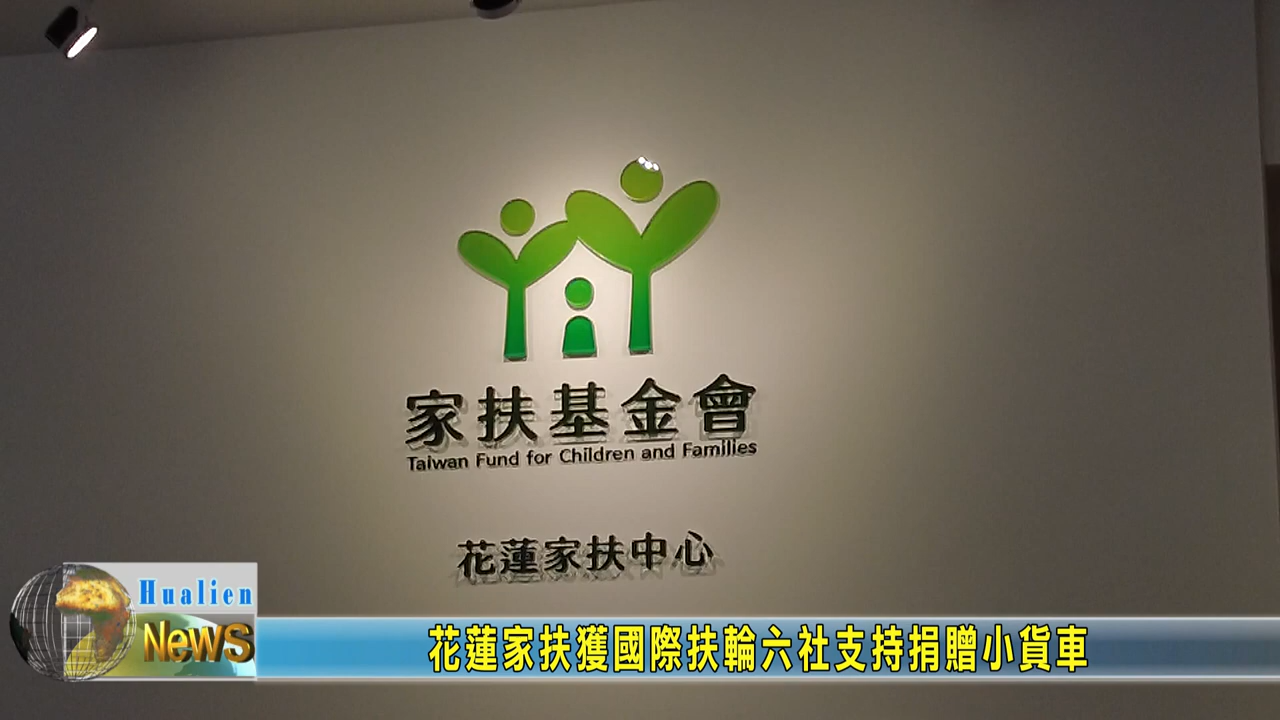 家扶基金會
Taiwan Fund for Children and Families
花蓮家扶中心
Hualien
News
花蓮家扶獲國際扶輪六社支持捐贈小貨車